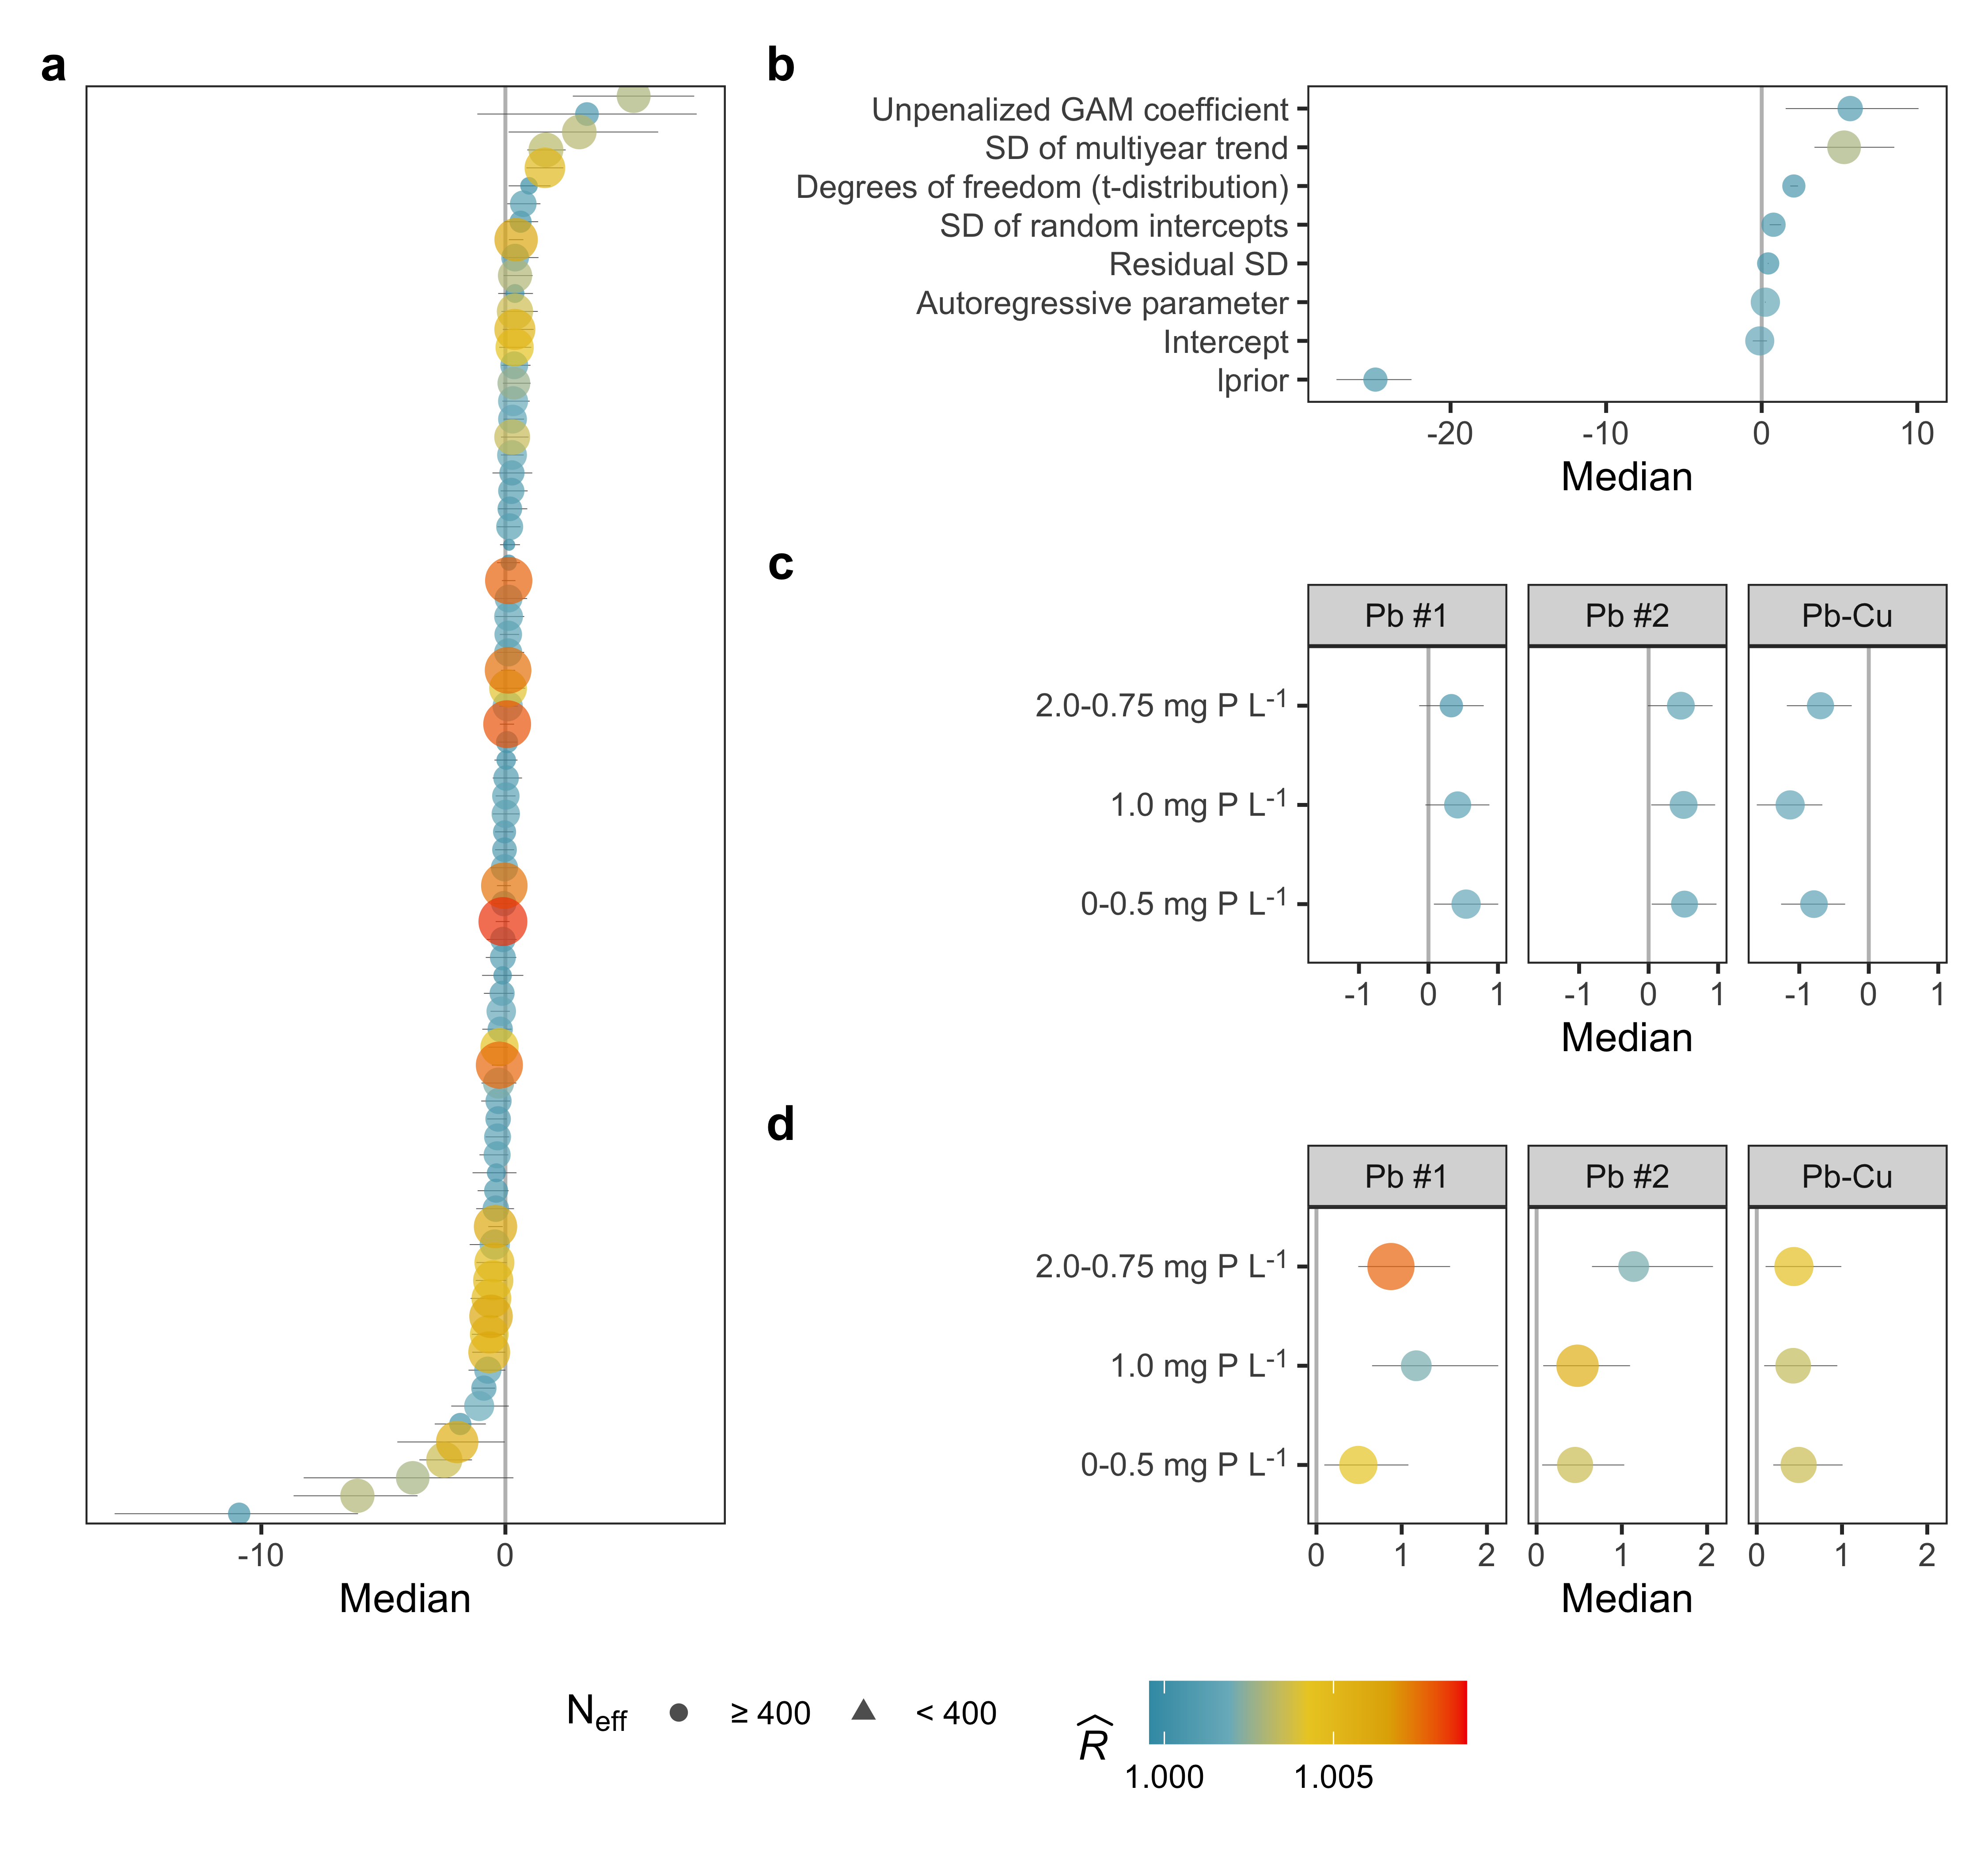 a
-10 0
Median
b
Unpenalized GAM coefficient
SD of multiyear trend
Degrees of freedom (t-distribution)
SD of random intercepts
Residual SD
Autoregressive parameter
Intercept
lprior
-20 -10 0 10
Median
c
Pb #1 Pb #2 Pb-Cu
2.0-0.75 mg P L-1
1.0 mg P L-1
0-0.5 mg P L-1
-1 0 1 -1 0 1 -1 0 1
Median
d
Pb #1 Pb #2 Pb-Cu
2.0-0.75 mg P L-1
1.0 mg P L-1
0-0.5 mg P L-1
0 1 2 0 1 2 0 1 2
Median
Neff ≥ 400 < 400
R̂
1.000 1.005